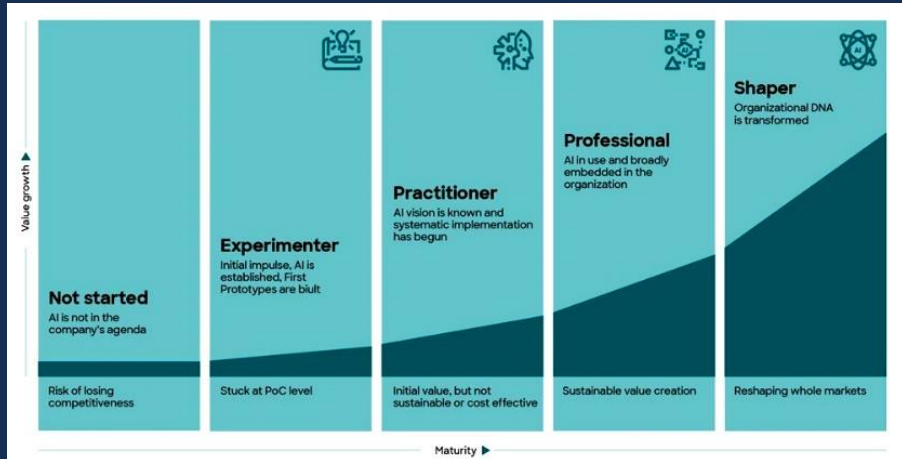 Value growth
Not started
AI is not in the
company's agenda
Risk of losing
competitiveness
Experimenter
Initial impulse, AI is
established, First
Prototypes are biult
Stuck at PoC level
Practitioner
AI vision is known and
systematic implementation
has begun
Initial value, but not
sustainable or cost effective
AI
Professional
AI in use and broadly
embedded in the
organization
Sustainable value creation
AI
Shaper
Organizational DNA
is transformed
Reshaping whole markets
Maturity